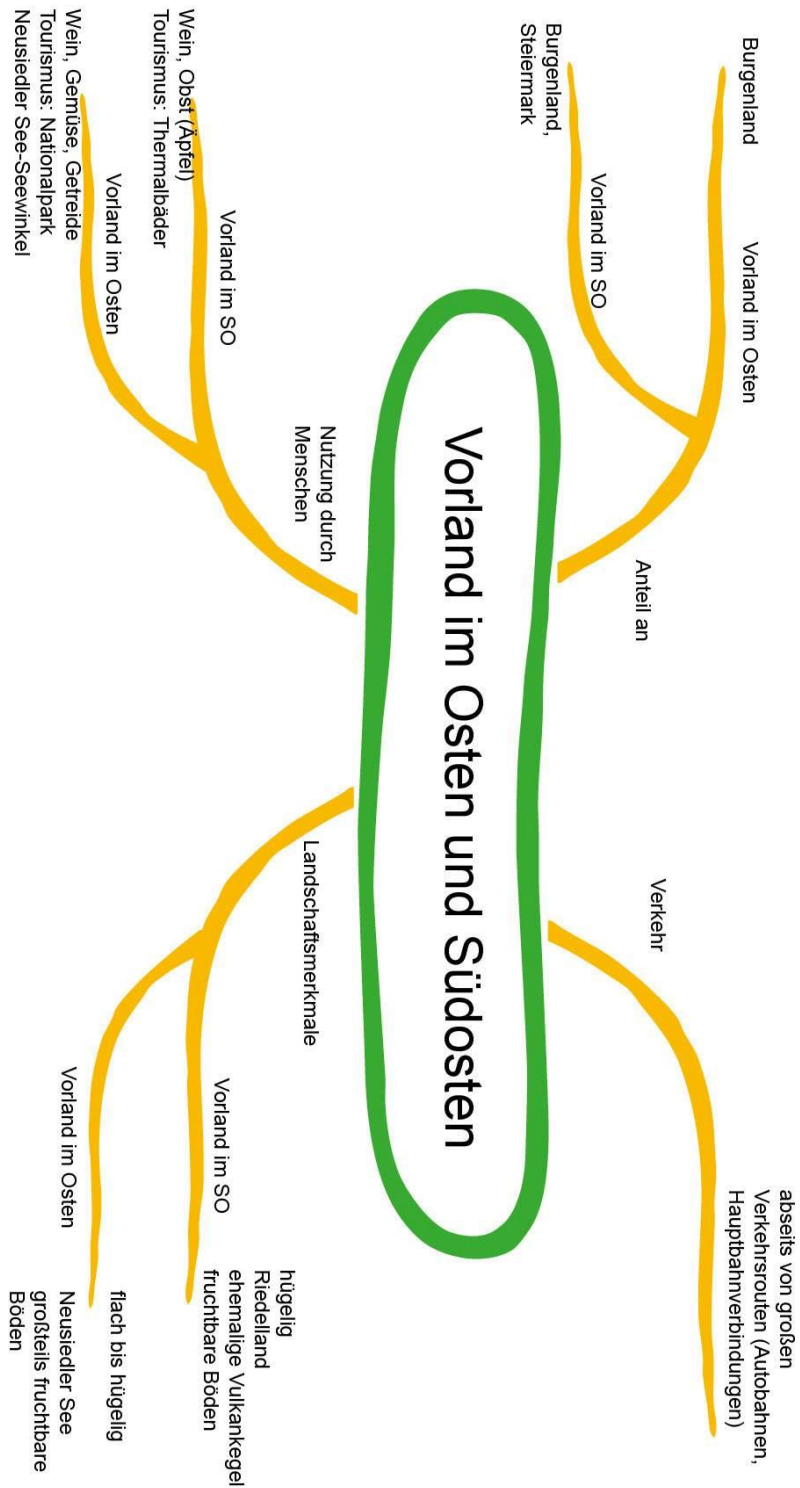 Vorland im Osten und Südosten
Anteil an
Vorland im Osten
Burgenland
Vorland im SO
Burgenland,
Steiermark
Verkehr
abseits von großen
Verkehrsrouten (Autobahnen,
Hauptbahnverbindungen)
Nutzung durch
Menschen
Vorland im SO
Wein, Obst (Äpfel)
Tourismus: Thermalbäder
Vorland im Osten
Wein, Gemüse, Getreide
Tourismus: Nationalpark
Neusiedler See-Seewinkel
Landschaftsmerkmale
Vorland im SO
hügelig
Riedelland
ehemalige Vulkankegel
fruchtbare Böden
Vorland im Osten
flach bis hügelig
Neusiedler See
großteils fruchtbare
Böden